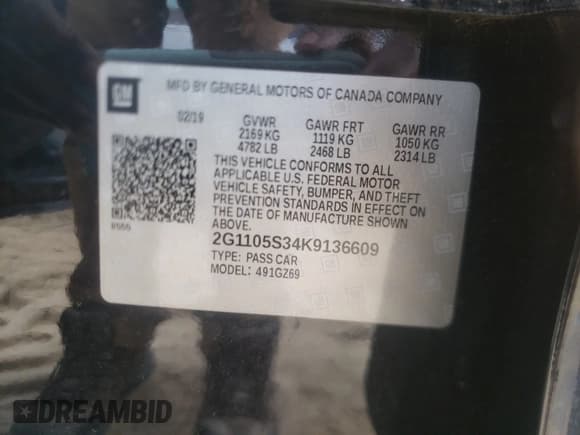 GM
MFD BY GENERAL MOTORS OF CANADA COMPANY
02/19
GVWR GAWR FRT GAWR RR
2169 KG 1119 KG 1050 KG
4782 LB 2468 LB 2314 LB
THIS VEHICLE CONFORMS TO ALL
APPLICABLE U.S. FEDERAL MOTOR
VEHICLE SAFETY, BUMPER, AND THEFT
PREVENTION STANDARDS IN EFFECT ON
THE DATE OF MANUFACTURE SHOWN
ABOVE.
2G1105S34K9136609
TYPE: PASS CAR
MODEL: 491GZ69
DREAMBID